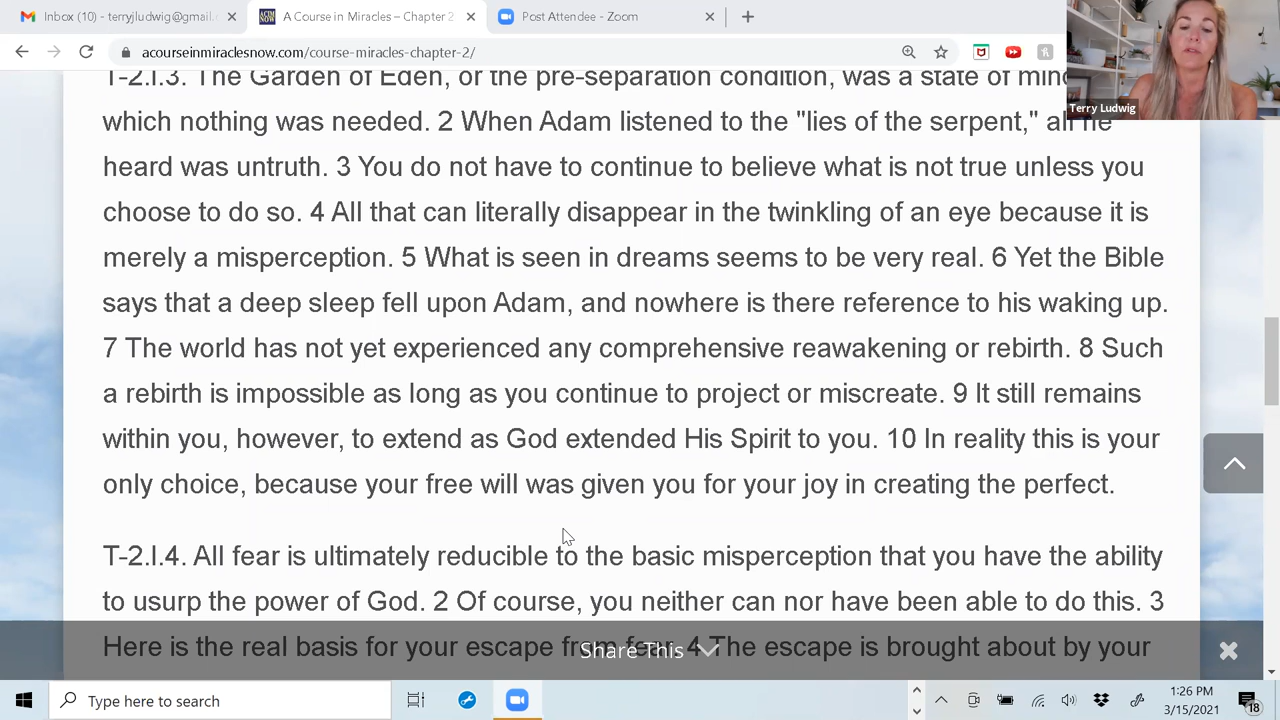 Inbox (10) - terryjludwig@gmail.
A Course in Miracles – Chapter 2
Post Attendee - Zoom
acourseinmiraclesnow.com/course-miracles-chapter-2/
Terry Ludwig
T-2.I.3. The Garden of Eden, or the pre-separation condition, was a state of mind
which nothing was needed. 2 When Adam listened to the "lies of the serpent," all he
heard was untruth. 3 You do not have to continue to believe what is not true unless you
choose to do so. 4 All that can literally disappear in the twinkling of an eye because it is
merely a misperception. 5 What is seen in dreams seems to be very real. 6 Yet the Bible
says that a deep sleep fell upon Adam, and nowhere is there reference to his waking up.
7 The world has not yet experienced any comprehensive reawakening or rebirth. 8 Such
a rebirth is impossible as long as you continue to project or miscreate. 9 It still remains
within you, however, to extend as God extended His Spirit to you. 10 In reality this is your
only choice, because your free will was given you for your joy in creating the perfect.
T-2.I.4. All fear is ultimately reducible to the basic misperception that you have the ability
to usurp the power of God. 2 Of course, you neither can nor have been able to do this. 3
Here is the real basis for your escape from fear. 4 The escape is brought about by your
Share This
Type here to search
1:26 PM
3/15/2021
18